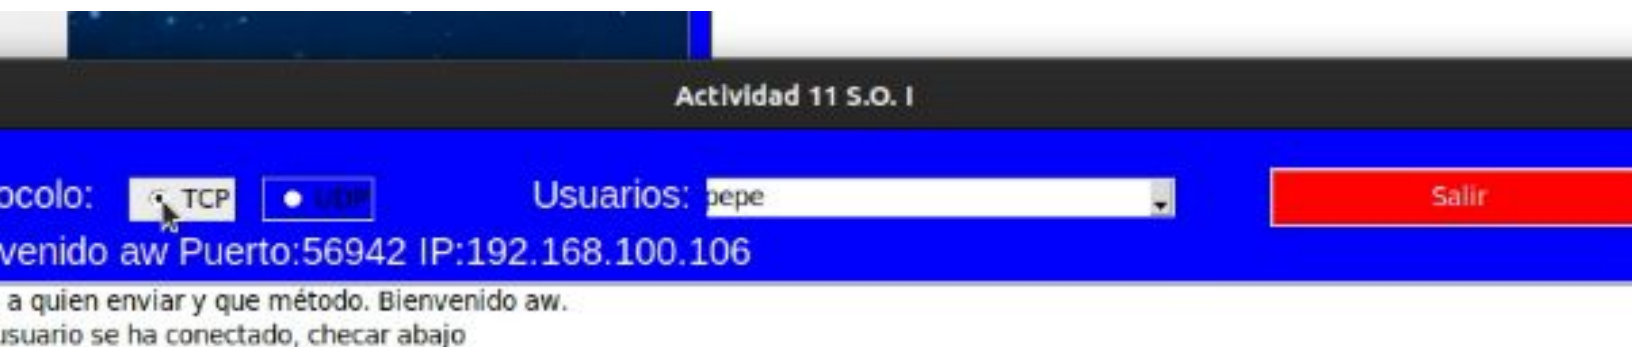 Actividad 11 S.O. I
ocolo: TCP UDP Usuarios: pepe Salir
venido aw Puerto:56942 IP:192.168.100.106
a quien enviar y que método. Bienvenido aw.
usuario se ha conectado, checar abajo